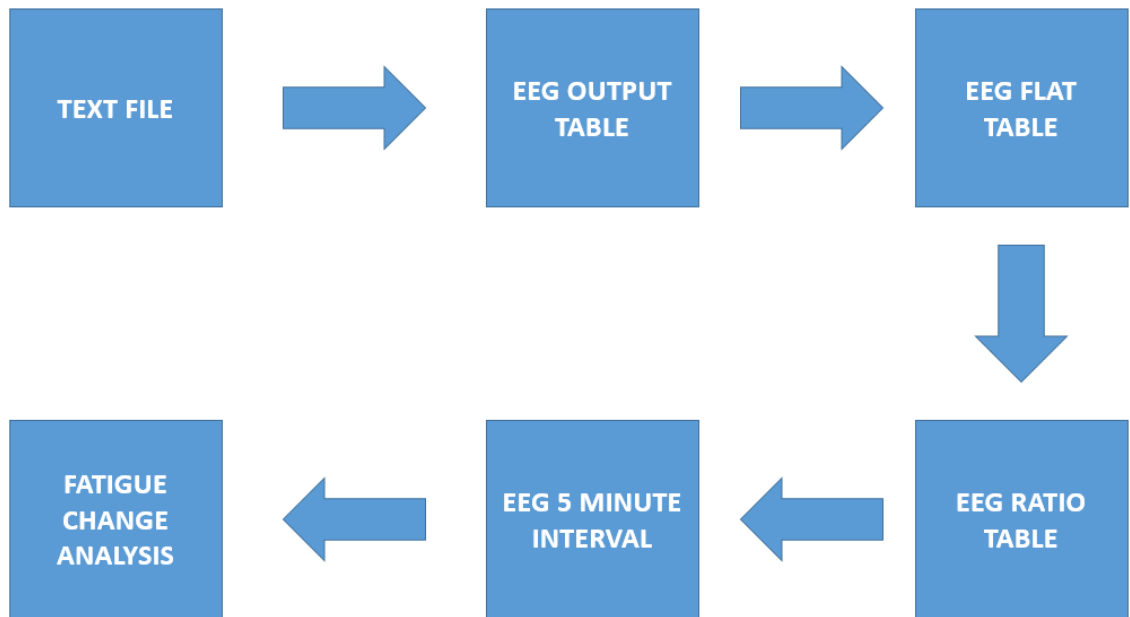 TEXT FILE
EEG OUTPUT
TABLE
EEG FLAT
TABLE
EEG RATIO
TABLE
EEG 5 MINUTE
INTERVAL
FATIGUE
CHANGE
ANALYSIS